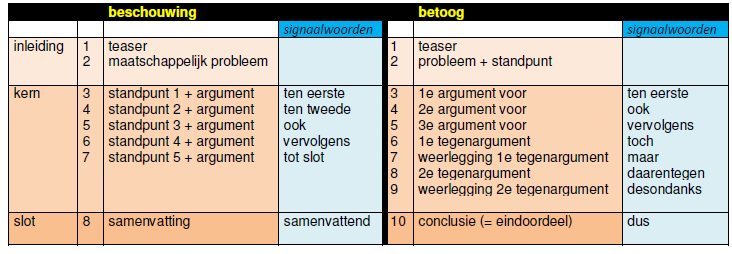 beschouwing betoog
signaalwoorden signaalwoorden
inleiding 1 teaser 1 teaser
2 maatschappelijk probleem 2 probleem + standpunt
kern 3 standpunt 1 + argument ten eerste 3 1e argument voor ten eerste
4 standpunt 2 + argument ten tweede 4 2e argument voor ook
5 standpunt 3 + argument ook 5 3e argument voor vervolgens
6 standpunt 4 + argument vervolgens 6 1e tegenargument toch
7 standpunt 5 + argument tot slot 7 weerlegging 1e tegenargument maar
8 2e tegenargument daarentegen
9 weerlegging 2e tegenargument desondanks
slot 8 samenvatting samenvattend 10 conclusie (= eindoordeel) dus